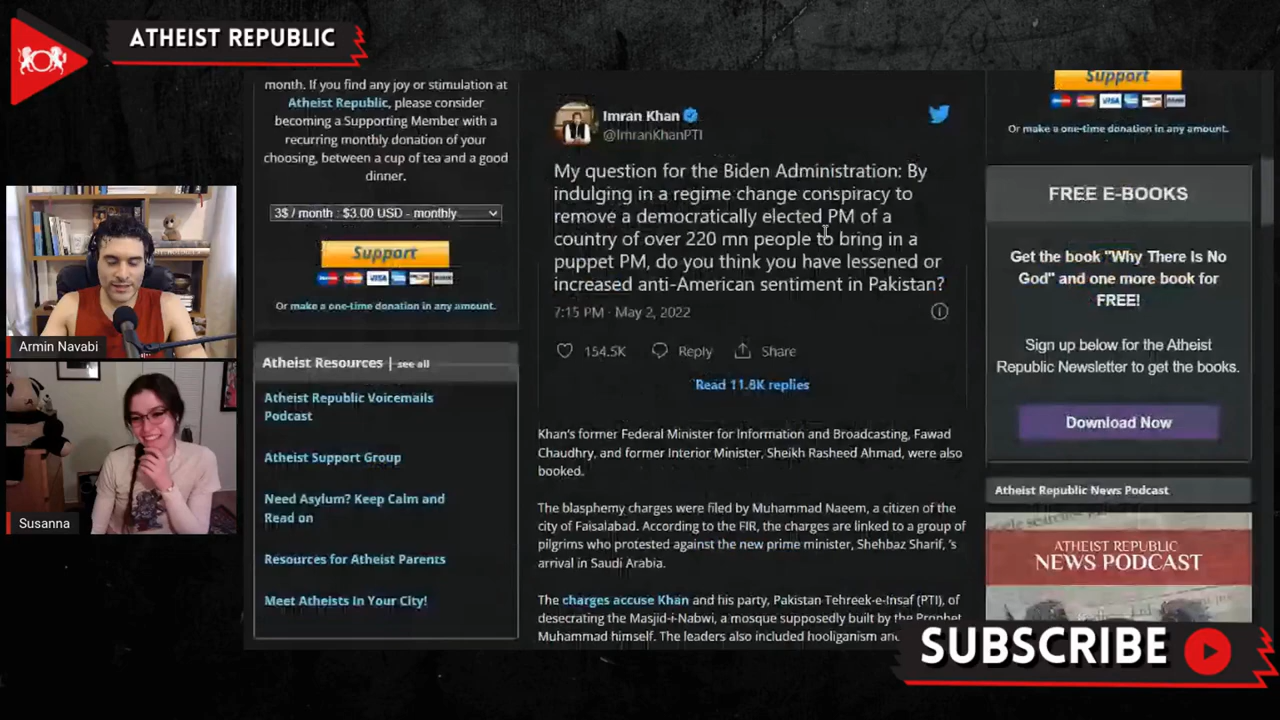 ATHEIST REPUBLIC
month. If you find any joy or stimulation at
Atheist Republic, please consider
becoming a Supporting Member with a
recurring monthly donation of your
choosing, between a cup of tea and a good
dinner.
3$ / month : $3.00 USD - monthly
Support
VISA
Or make a one-time donation in any amount.
Atheist Resources | see all
Atheist Republic Voicemails
Podcast
Atheist Support Group
Need Asylum? Keep Calm and
Read on
Resources for Atheist Parents
Meet Atheists In Your City!
Armin Navabi
Susanna
Imran Khan
@ImranKhanPTI
My question for the Biden Administration: By
indulging in a regime change conspiracy to
remove a democratically elected PM of a
country of over 220 mn people to bring in a
puppet PM, do you think you have lessened or
increased anti-American sentiment in Pakistan?
7:15 PM · May 2, 2022
154.5K Reply Share
Read 11.8K replies
Khan's former Federal Minister for Information and Broadcasting, Fawad
Chaudhry, and former Interior Minister, Sheikh Rasheed Ahmad, were also
booked.
The blasphemy charges were filed by Muhammad Naeem, a citizen of the
city of Faisalabad. According to the FIR, the charges are linked to a group of
pilgrims who protested against the new prime minister, Shehbaz Sharif, 's
arrival in Saudi Arabia.
The charges accuse Khan and his party, Pakistan Tehreek-e-Insaf (PTI), of
desecrating the Masjid-i-Nabwi, a mosque supposedly built by the Prophet
Muhammad himself. The leaders also included hooliganism
Support
VISA
Or make a one-time donation in any amount.
FREE E-BOOKS
Get the book "Why There Is No
God" and one more book for
FREE!
Sign up below for the Atheist
Republic Newsletter to get the books.
Download Now
Atheist Republic News Podcast
ATHEIST REPUBLIC
NEWS PODCAST
SUBSCRIBE